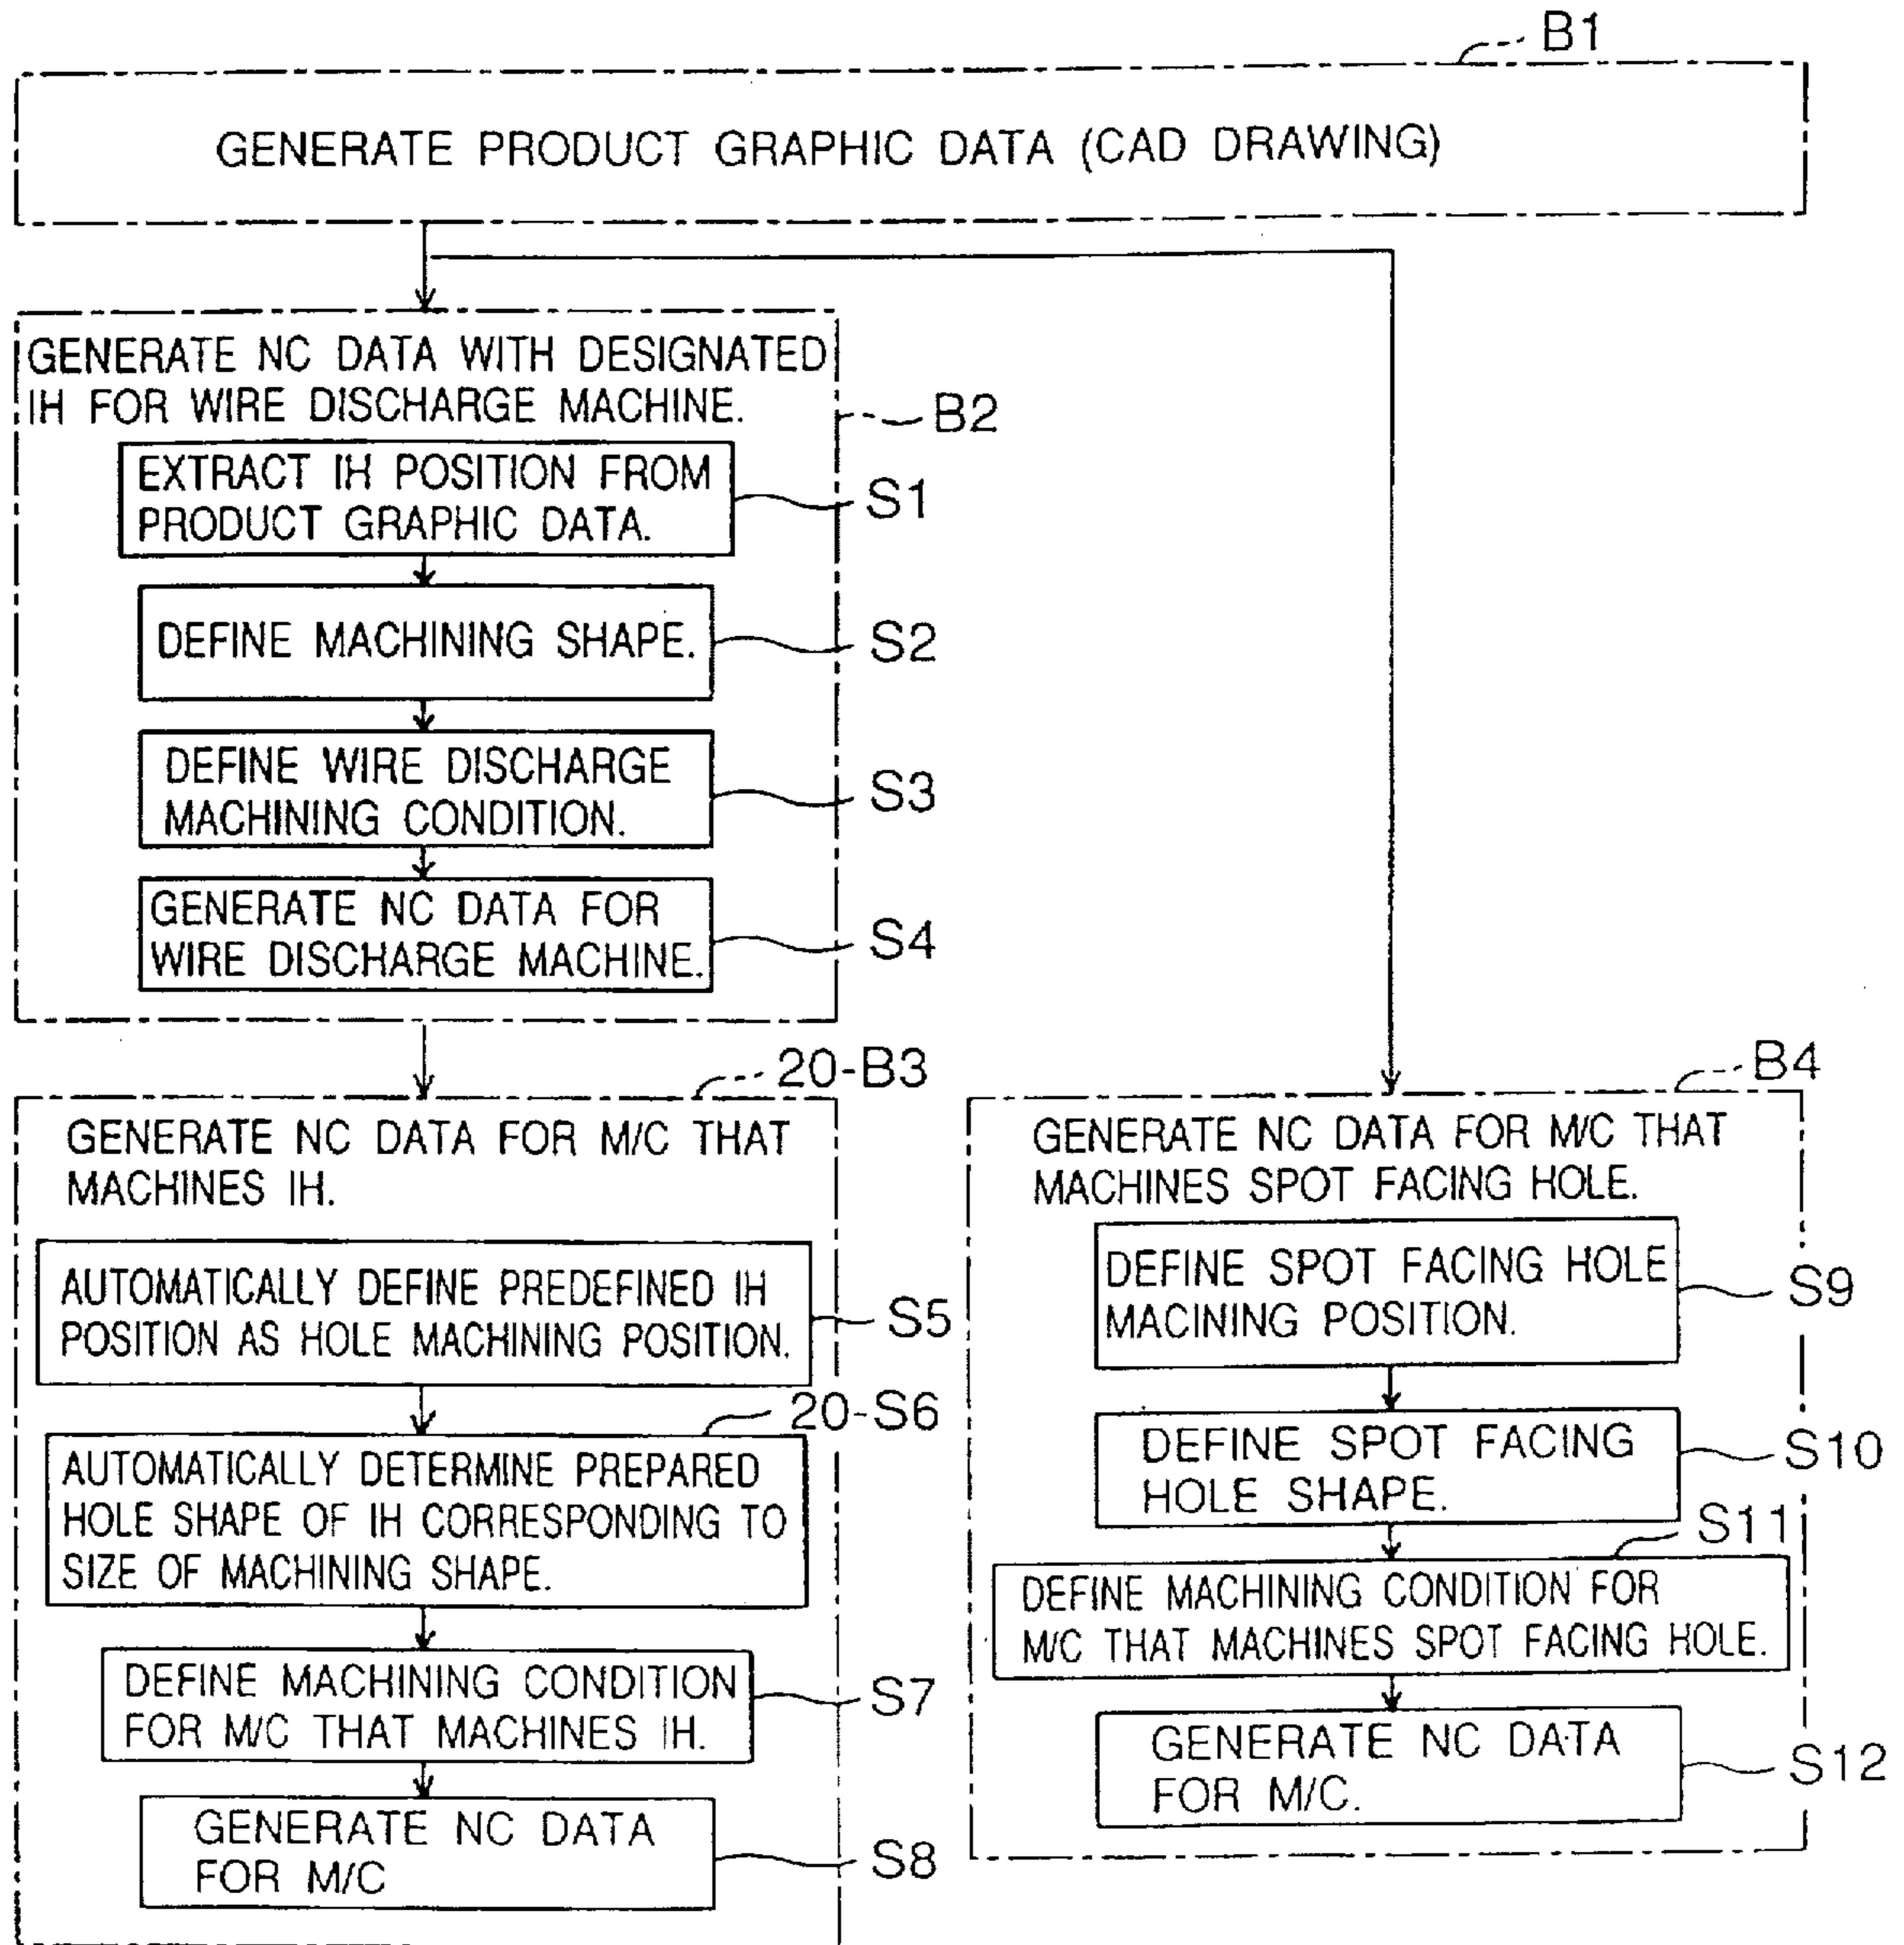 B1
GENERATE PRODUCT GRAPHIC DATA (CAD DRAWING)
GENERATE NC DATA WITH DESIGNATED
IH FOR WIRE DISCHARGE MACHINE.
B2
EXTRACT IH POSITION FROM
PRODUCT GRAPHIC DATA.
S1
DEFINE MACHINING SHAPE.
S2
DEFINE WIRE DISCHARGE
MACHINING CONDITION.
S3
GENERATE NC DATA FOR
WIRE DISCHARGE MACHINE.
S4
20-B3
GENERATE NC DATA FOR M/C THAT
MACHINES IH.
AUTOMATICALLY DEFINE PREDEFINED IH
POSITION AS HOLE MACHINING POSITION.
S5
20-S6
AUTOMATICALLY DETERMINE PREPARED
HOLE SHAPE OF IH CORRESPONDING TO
SIZE OF MACHINING SHAPE.
DEFINE MACHINING CONDITION
FOR M/C THAT MACHINES IH.
S7
GENERATE NC DATA
FOR M/C
S8
B4
GENERATE NC DATA FOR M/C THAT
MACHINES SPOT FACING HOLE.
DEFINE SPOT FACING HOLE
MACINING POSITION.
S9
DEFINE SPOT FACING
HOLE SHAPE.
S10
S11
DEFINE MACHINING CONDITION FOR
M/C THAT MACHINES SPOT FACING HOLE.
GENERATE NC DATA
FOR M/C.
S12